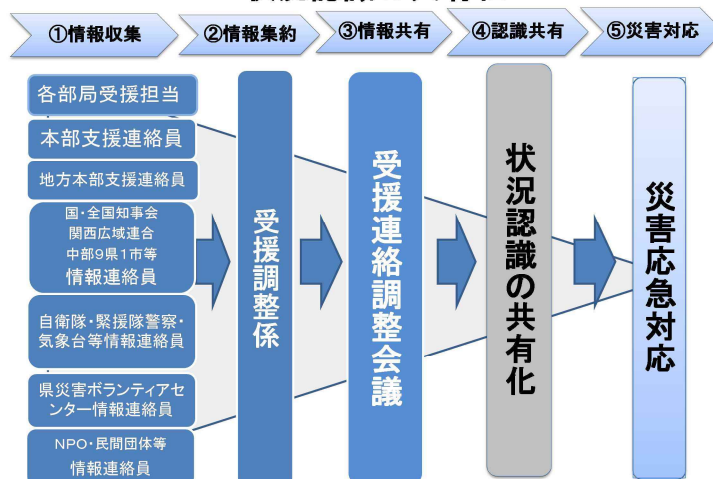 ①情報収集
②情報集約
③情報共有
④認識共有
⑤災害対応
各部局受援担当
本部支援連絡員
地方本部支援連絡員
国・全国知事会
関西広域連合
中部9県1市等
情報連絡員
自衛隊・緊援隊警察・
気象台等情報連絡員
県災害ボランティアセ
ンター情報連絡員
NPO・民間団体等
情報連絡員
受援調整係
受援連絡調整会議
状況認識の共有化
災害応急対応